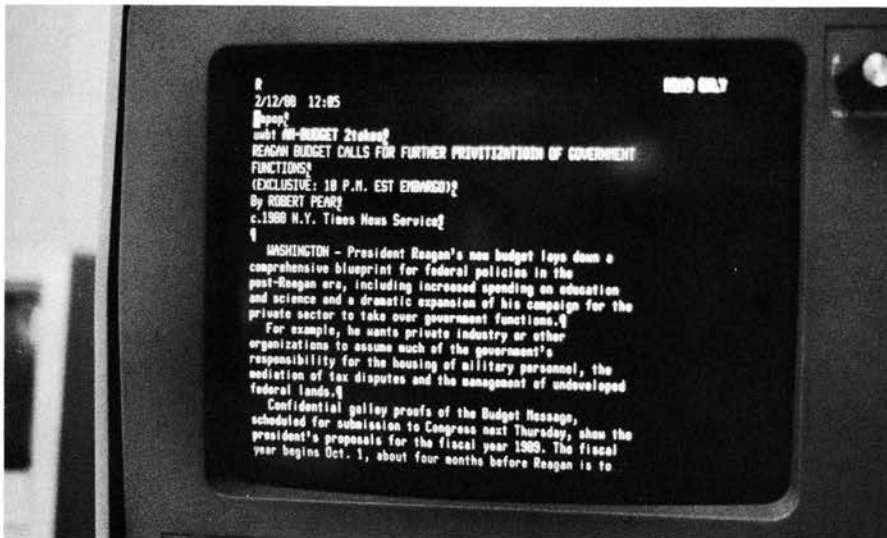 R
2/12/88 12:05
apop
uwbt AM-BUDGET 2takes
REAGAN BUDGET CALLS FOR FURTHER PRIVITIZATIOIN OF GOVERNMENT
FUNCTIONS
(EXCLUSIVE: 10 P.M. EST EMBARGO)
By ROBERT PEAR
c.1988 N.Y. Times News Service
¶
WASHINGTON - President Reagan's new budget lays down a
comprehensive blueprint for federal policies in the
post-Reagan era, including increased spending on education
and science and a dramatic expansion of his campaign for the
private sector to take over government functions.¶
For example, he wants private industry or other
organizations to assume much of the government's
responsibility for the housing of military personnel, the
mediation of tax disputes and the management of undeveloped
federal lands.¶
Confidential galley proofs of the Budget Message,
scheduled for submission to Congress next Thursday, show the
president's proposals for the fiscal year 1989. The fiscal
year begins Oct. 1, about four months before Reagan is to